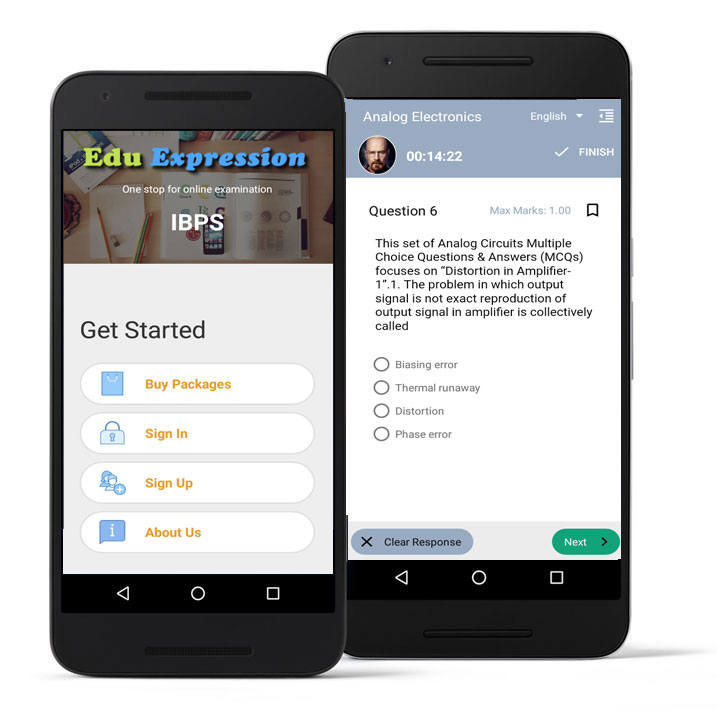 Edu Expression
One stop for online examination
IBPS
Get Started
Buy Packages
Sign In
Sign Up
About Us
Analog Electronics
English
00:14:22
FINISH
Question 6
Max Marks: 1.00
This set of Analog Circuits Multiple
Choice Questions & Answers (MCQs)
focuses on “Distortion in Amplifier-
1”.1. The problem in which output
signal is not exact reproduction of
output signal in amplifier is collectively
called
Biasing error
Thermal runaway
Distortion
Phase error
Clear Response
Next